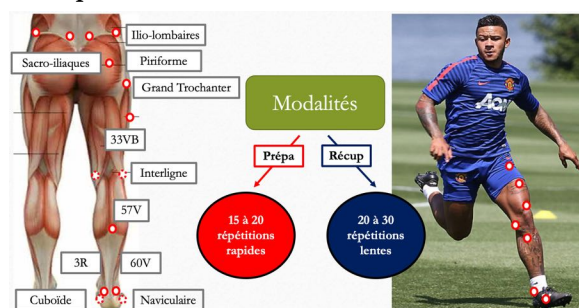 Ilio-lombaires
Sacro-iliaques
Piriforme
Grand Trochanter
33VB
Interligne
57V
3R
60V
Cuboïde
Naviculaire
Modalités
Prépa
Récup
15 à 20
répétitions
rapides
20 à 30
répétitions
lentes
AON